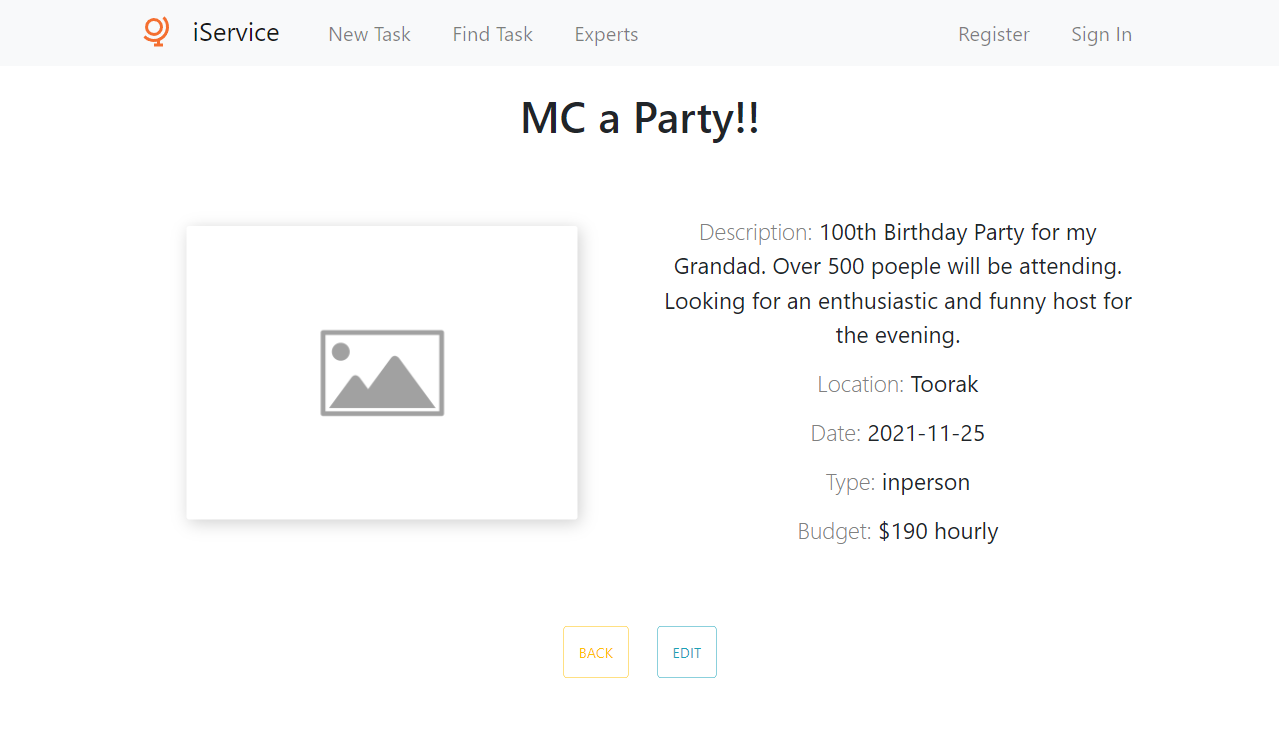 iService New Task Find Task Experts Register Sign In
MC a Party!!
Description: 100th Birthday Party for my
Grandad. Over 500 poeple will be attending.
Looking for an enthusiastic and funny host for
the evening.
Location: Toorak
Date: 2021-11-25
Type: inperson
Budget: $190 hourly
BACK EDIT